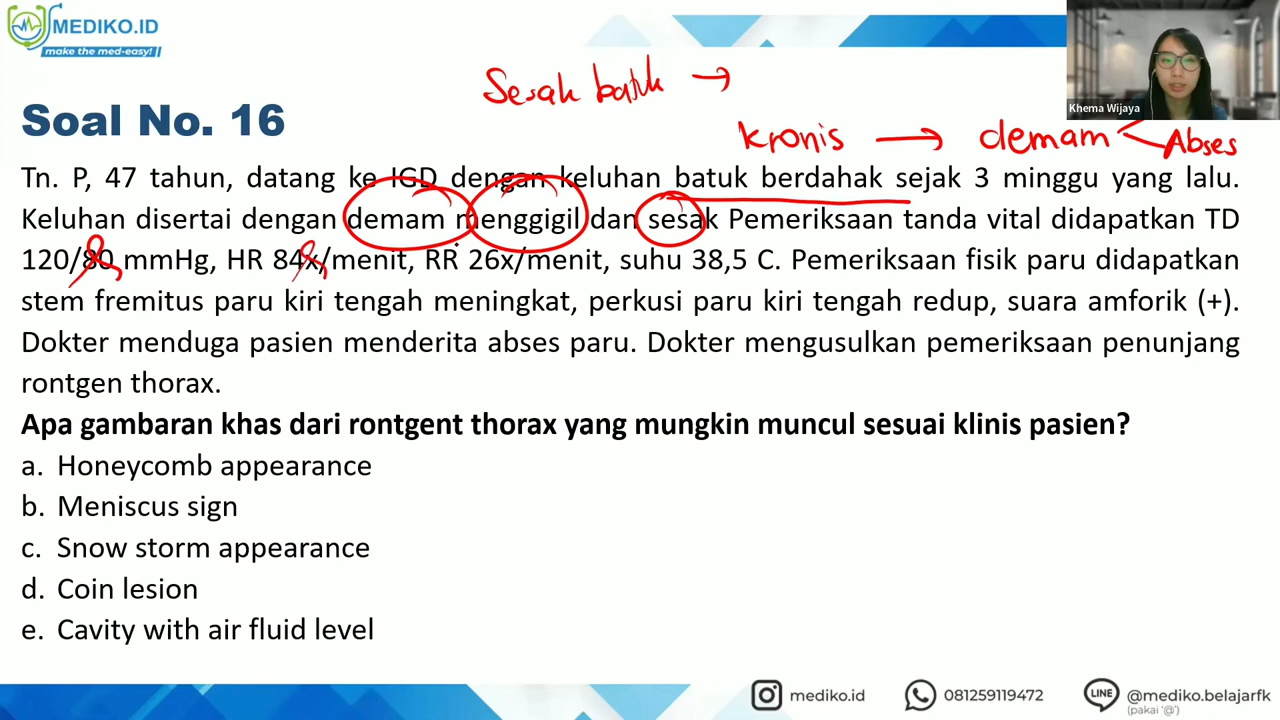 MEDIKO.ID
make the med-easy!
Sesak batuk →
Khema Wijaya
Soal No. 16
kronis → demam < Abses
Tn. P, 47 tahun, datang ke IGD dengan keluhan batuk berdahak sejak 3 minggu yang lalu.
Keluhan disertai dengan demam menggigil dan sesak Pemeriksaan tanda vital didapatkan TD
120/80 mmHg, HR 84x/menit, RR 26x/menit, suhu 38,5 C. Pemeriksaan fisik paru didapatkan
stem fremitus paru kiri tengah meningkat, perkusi paru kiri tengah redup, suara amforik (+).
Dokter menduga pasien menderita abses paru. Dokter mengusulkan pemeriksaan penunjang
rontgen thorax.
Apa gambaran khas dari rontgent thorax yang mungkin muncul sesuai klinis pasien?
a. Honeycomb appearance
b. Meniscus sign
c. Snow storm appearance
d. Coin lesion
e. Cavity with air fluid level
mediko.id
081259119472
LINE
@mediko.belajarfk
(pakai '@')